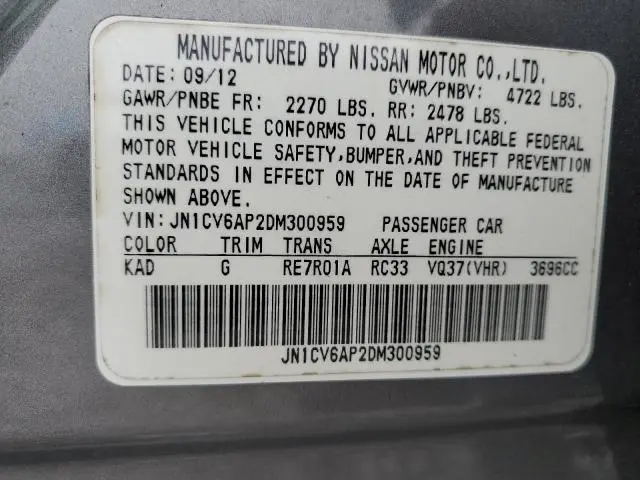 MANUFACTURED BY NISSAN MOTOR CO.,LTD.
DATE: 09/12 GVWR/PNBV: 4722 LBS.
GAWR/PNBE FR: 2270 LBS. RR: 2478 LBS.
THIS VEHICLE CONFORMS TO ALL APPLICABLE FEDERAL
MOTOR VEHICLE SAFETY,BUMPER,AND THEFT PREVENTION
STANDARDS IN EFFECT ON THE DATE OF MANUFACTURE
SHOWN ABOVE.
VIN:JN1CV6AP2DM300959 PASSENGER CAR
COLOR TRIM TRANS AXLE ENGINE
KAD G RE7R01A RC33 VQ37(VHR) 3696CC
JN1CV6AP2DM300959